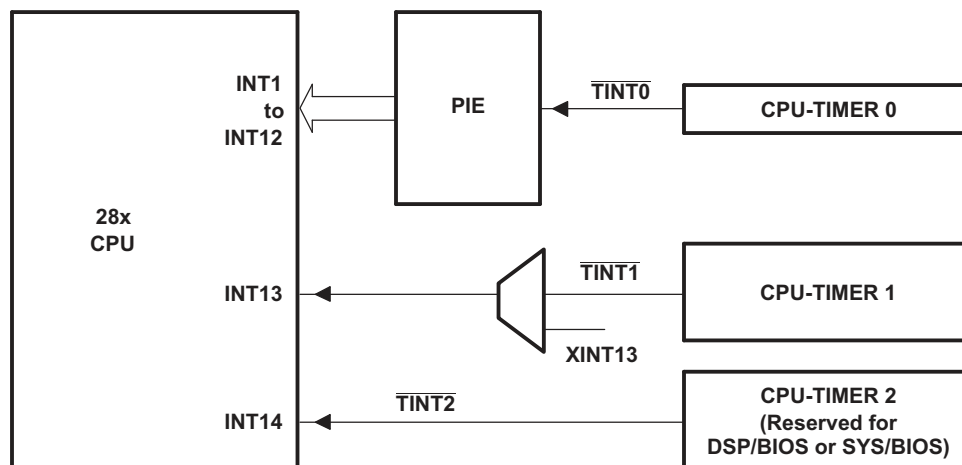 INT1
to
INT12
PIE
TINT0
CPU-TIMER 0
28x
CPU
INT13
TINT1
CPU-TIMER 1
XINT13
INT14
TINT2
CPU-TIMER 2
(Reserved for
DSP/BIOS or SYS/BIOS)